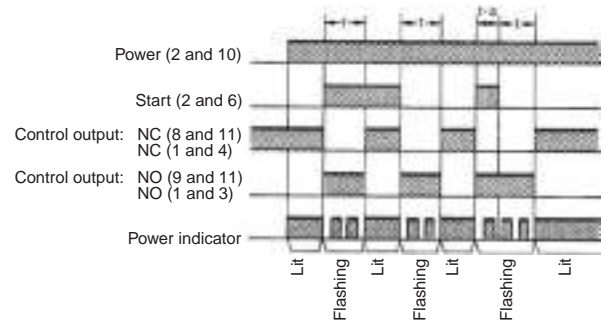 t t t-a t
Power (2 and 10)
Start (2 and 6)
Control output: NC (8 and 11)
NC (1 and 4)
Control output: NO (9 and 11)
NO (1 and 3)
Power indicator
Lit Flashing Lit Flashing Lit Flashing Lit